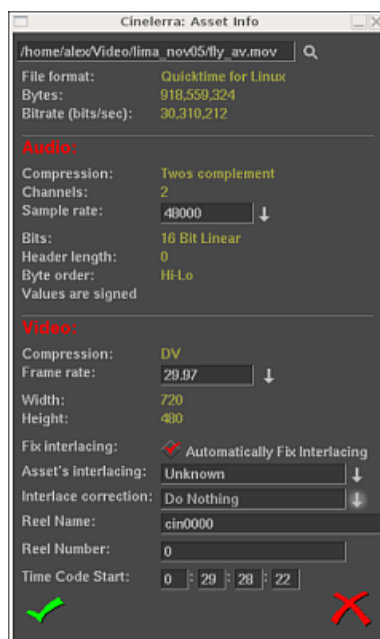 Cinelerra: Asset Info
/home/alex/Video/lima_nov05/fly_av.mov
File format: Quicktime for Linux
Bytes: 918,559,324
Bitrate (bits/sec): 30,310,212
Audio:
Compression: Twos complement
Channels: 2
Sample rate: 48000
Bits: 16 Bit Linear
Header length: 0
Byte order: Hi-Lo
Values are signed
Video:
Compression: DV
Frame rate: 29.97
Width: 720
Height: 480
Fix interlacing: Automatically Fix Interlacing
Asset's interlacing: Unknown
Interlace correction: Do Nothing
Reel Name: cin0000
Reel Number: 0
Time Code Start: 0 : 29 : 28 : 22